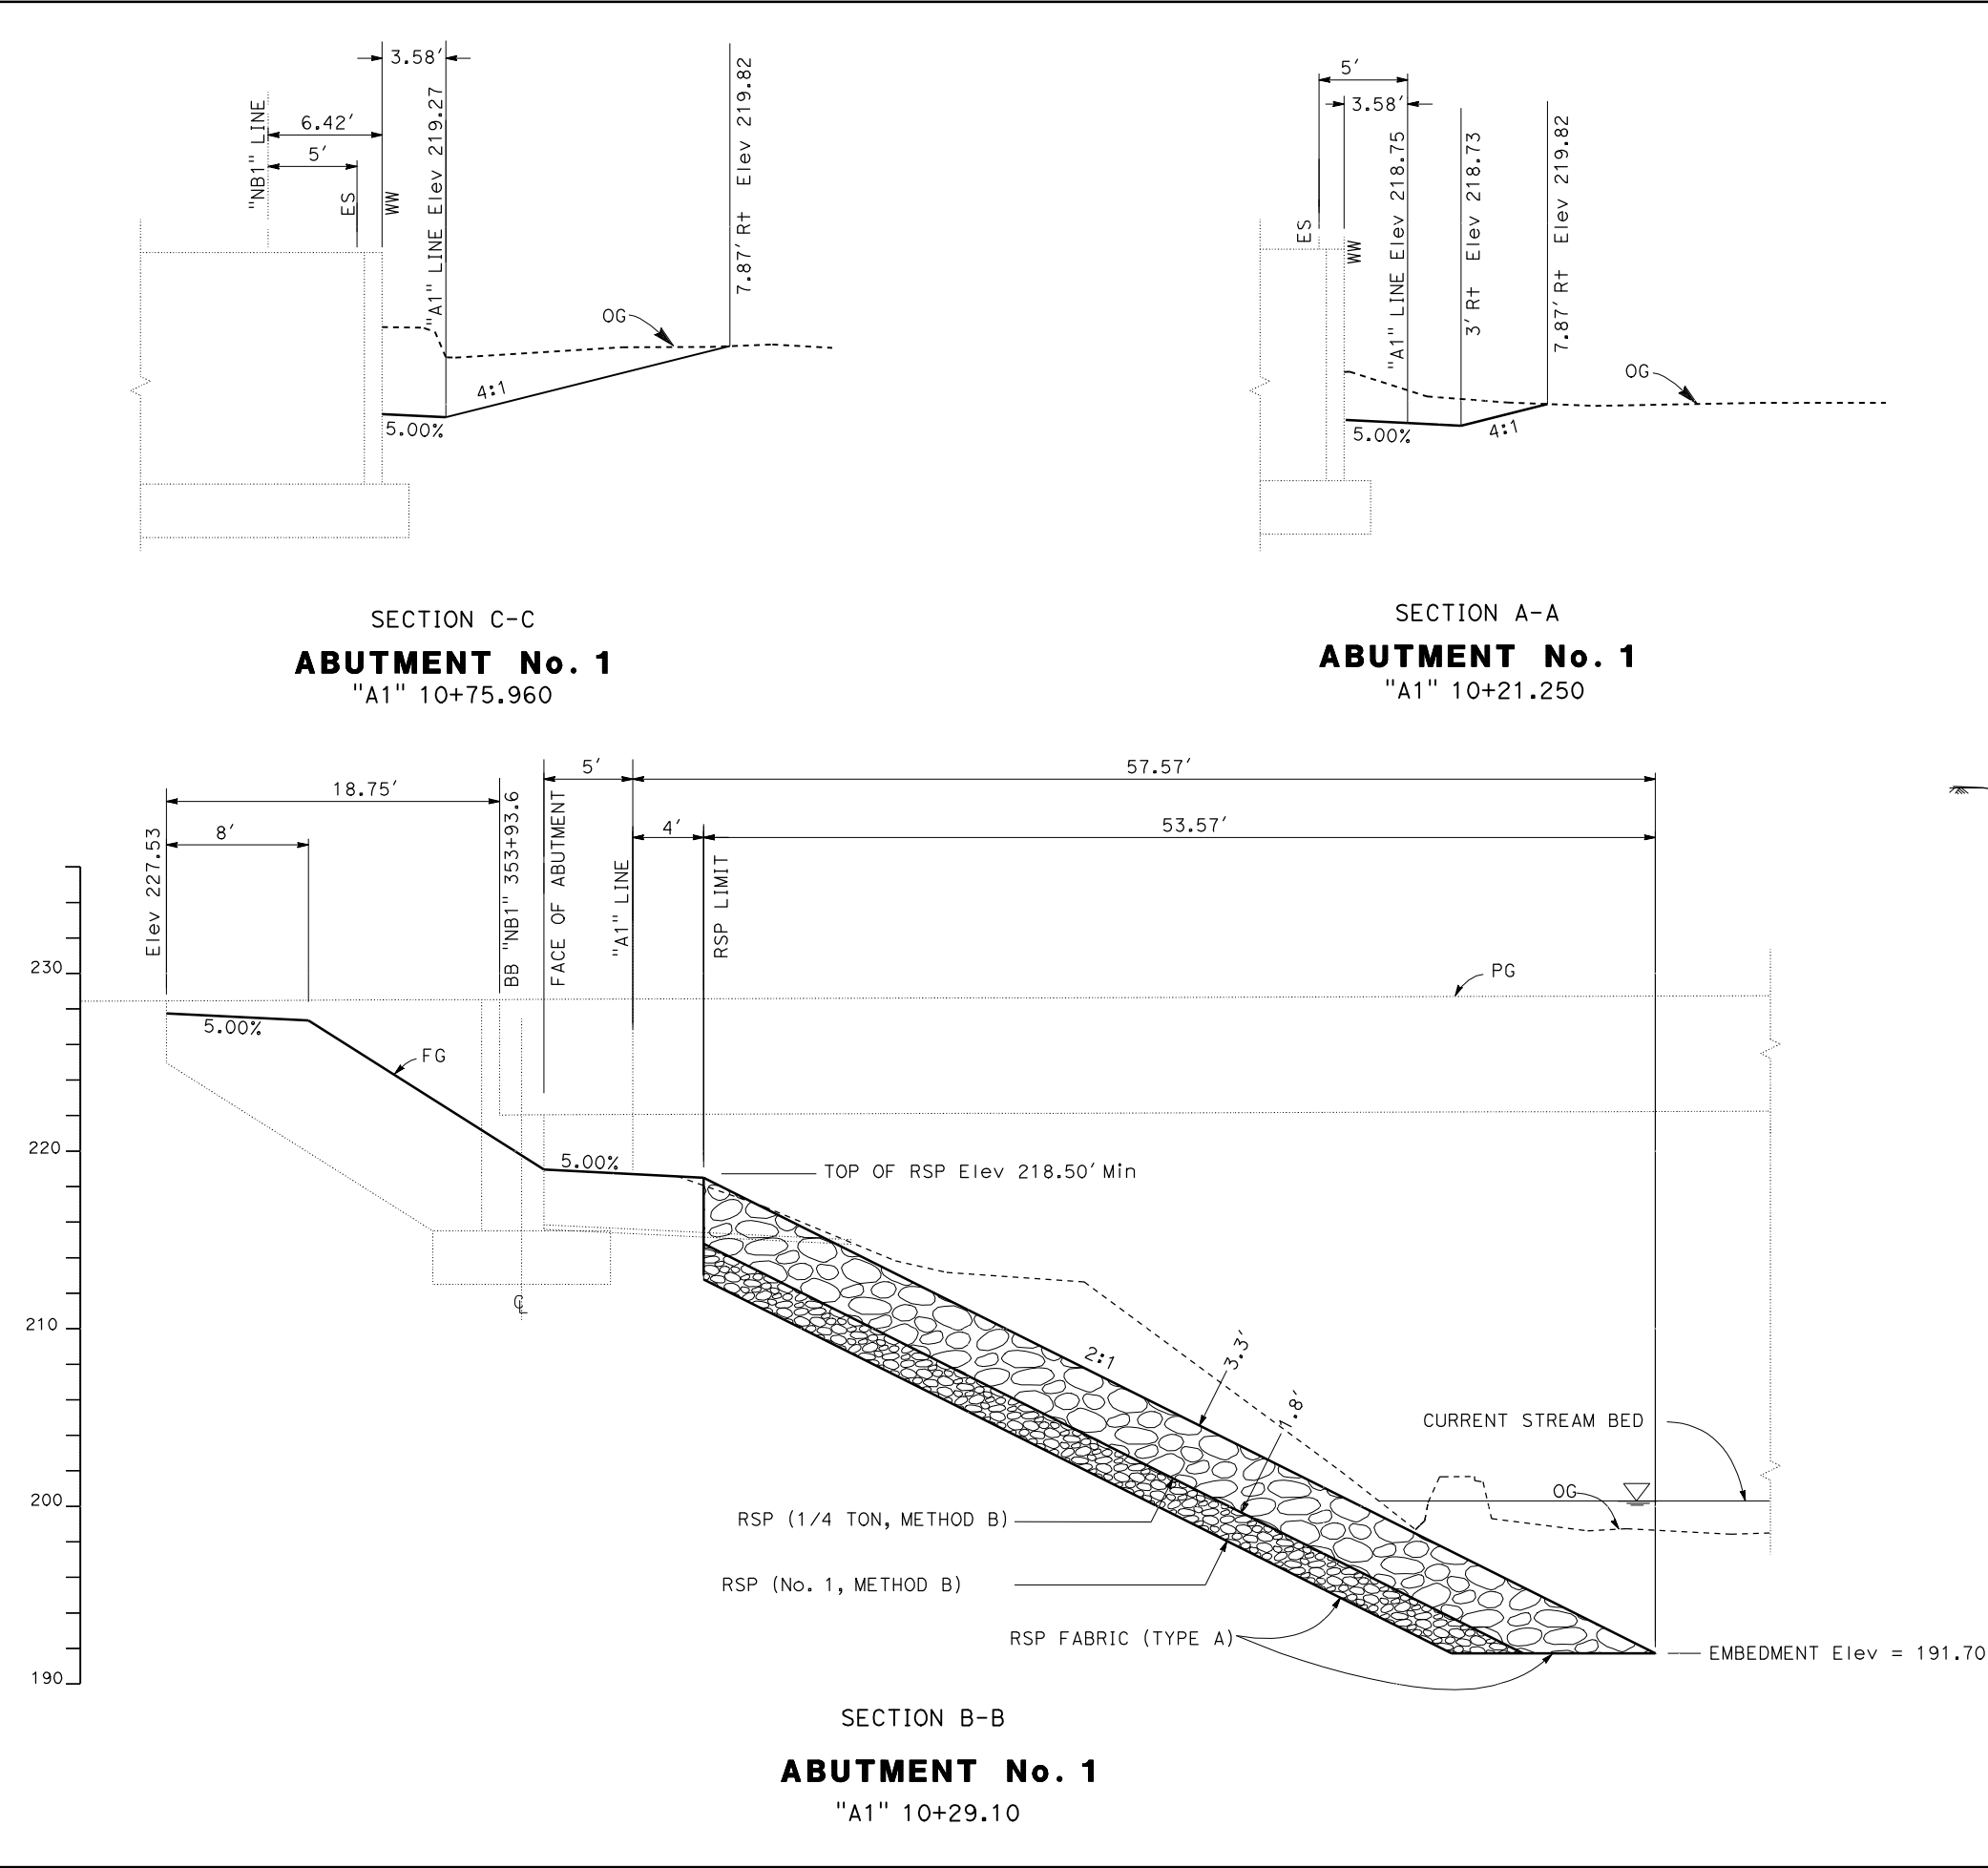 3.58′
6.42′
5′
"NB1" LINE
ES
WW
"A1" LINE Elev 219.27
7.87′ Rt Elev 219.82
OG
4:1
5.00%
SECTION C-C
ABUTMENT No. 1
"A1" 10+75.960
5′
3.58′
ES
WW
"A1" LINE Elev 218.75
3′ Rt Elev 218.73
7.87′ Rt Elev 219.82
OG
5.00%
4:1
SECTION A-A
ABUTMENT No. 1
"A1" 10+21.250
5′
57.57′
18.75′
8′
4′
53.57′
Elev 227.53
BB "NB1" 353+93.6
FACE OF ABUTMENT
"A1" LINE
RSP LIMIT
230
220
210
200
190
PG
5.00%
FG
5.00%
TOP OF RSP Elev 218.50′ Min
℄
2:1
3.3′
1.8′
CURRENT STREAM BED
OG
RSP (1/4 TON, METHOD B)
RSP (No. 1, METHOD B)
RSP FABRIC (TYPE A)
EMBEDMENT Elev = 191.70
SECTION B-B
ABUTMENT No. 1
"A1" 10+29.10